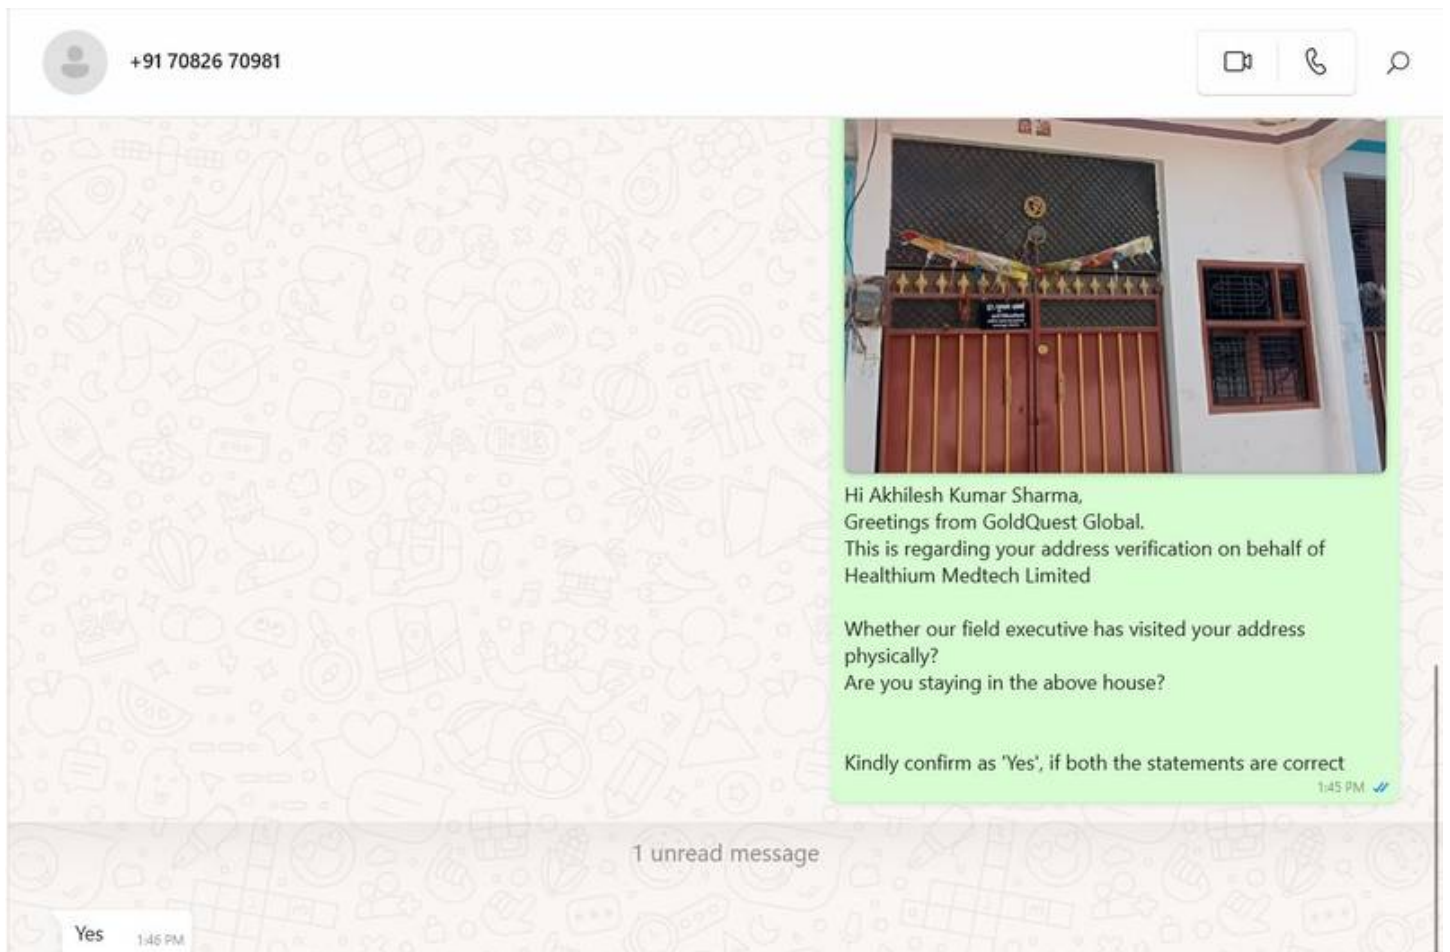 +91 70826 70981
Hi Akhilesh Kumar Sharma,
Greetings from GoldQuest Global.
This is regarding your address verification on behalf of
Healthium Medtech Limited
Whether our field executive has visited your address
physically?
Are you staying in the above house?
Kindly confirm as 'Yes', if both the statements are correct
1:45 PM
1 unread message
Yes
1:46 PM